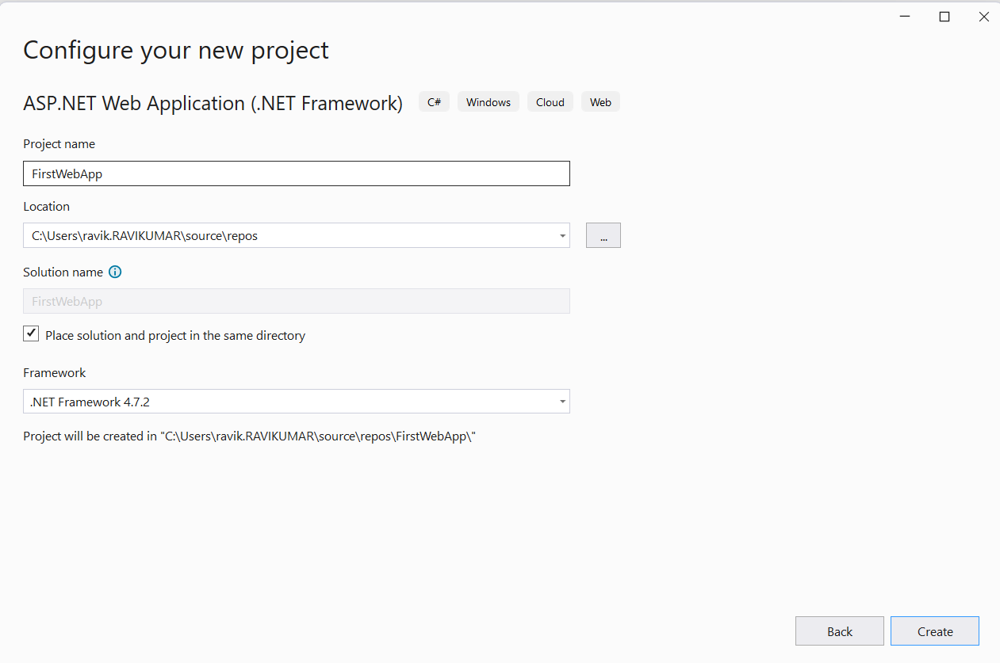 Configure your new project
ASP.NET Web Application (.NET Framework) C# Windows Cloud Web
Project name
FirstWebApp
Location
C:\Users\ravik.RAVIKUMAR\source\repos
...
Solution name
FirstWebApp
Place solution and project in the same directory
Framework
.NET Framework 4.7.2
Project will be created in "C:\Users\ravik.RAVIKUMAR\source\repos\FirstWebApp\"
Back Create